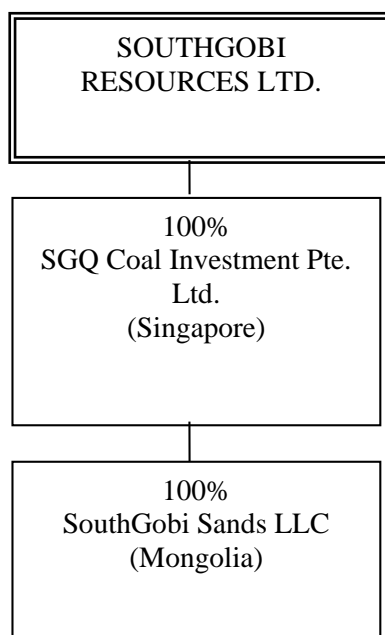 SOUTHGOBI
RESOURCES LTD.
100%
SGQ Coal Investment Pte.
Ltd.
(Singapore)
100%
SouthGobi Sands LLC
(Mongolia)